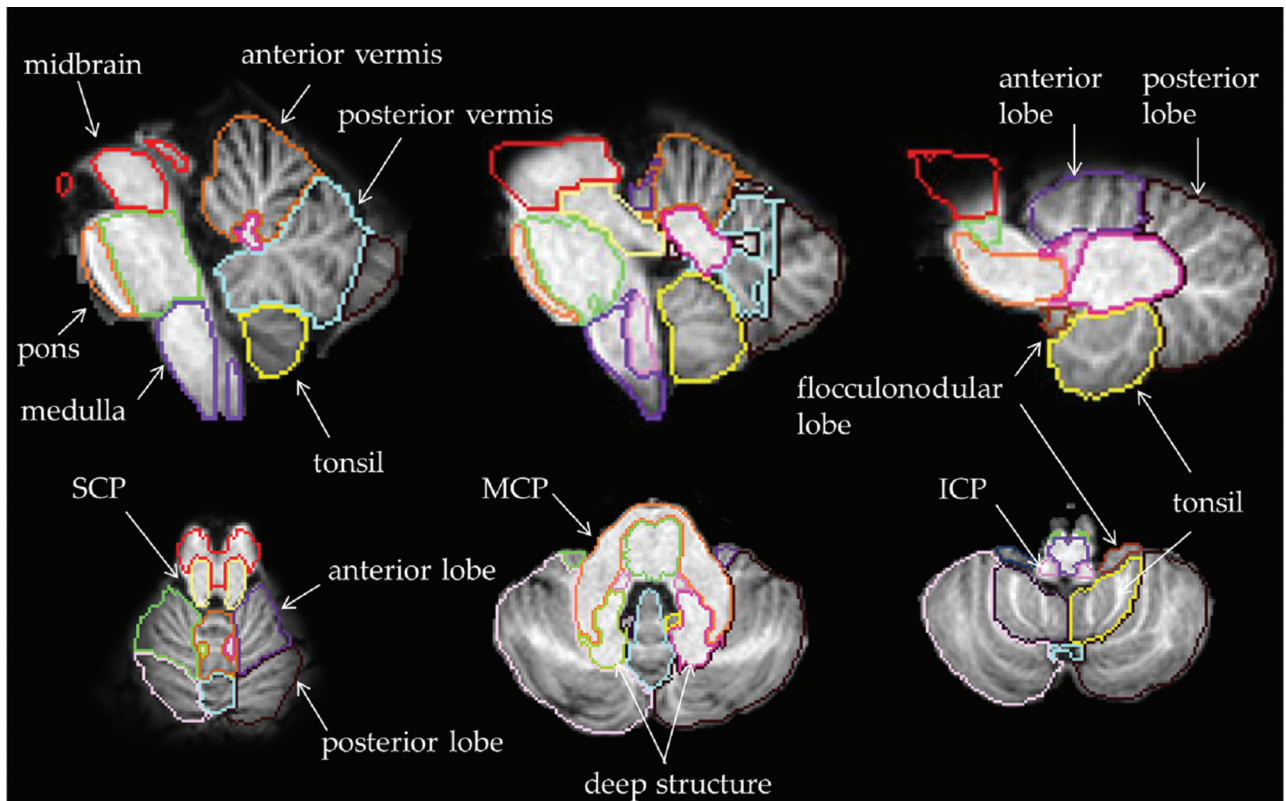 midbrain
anterior vermis
posterior vermis
anterior
lobe
posterior
lobe
pons
medulla
tonsil
flocculonodular
lobe
SCP
MCP
ICP
tonsil
anterior lobe
posterior lobe
deep structure